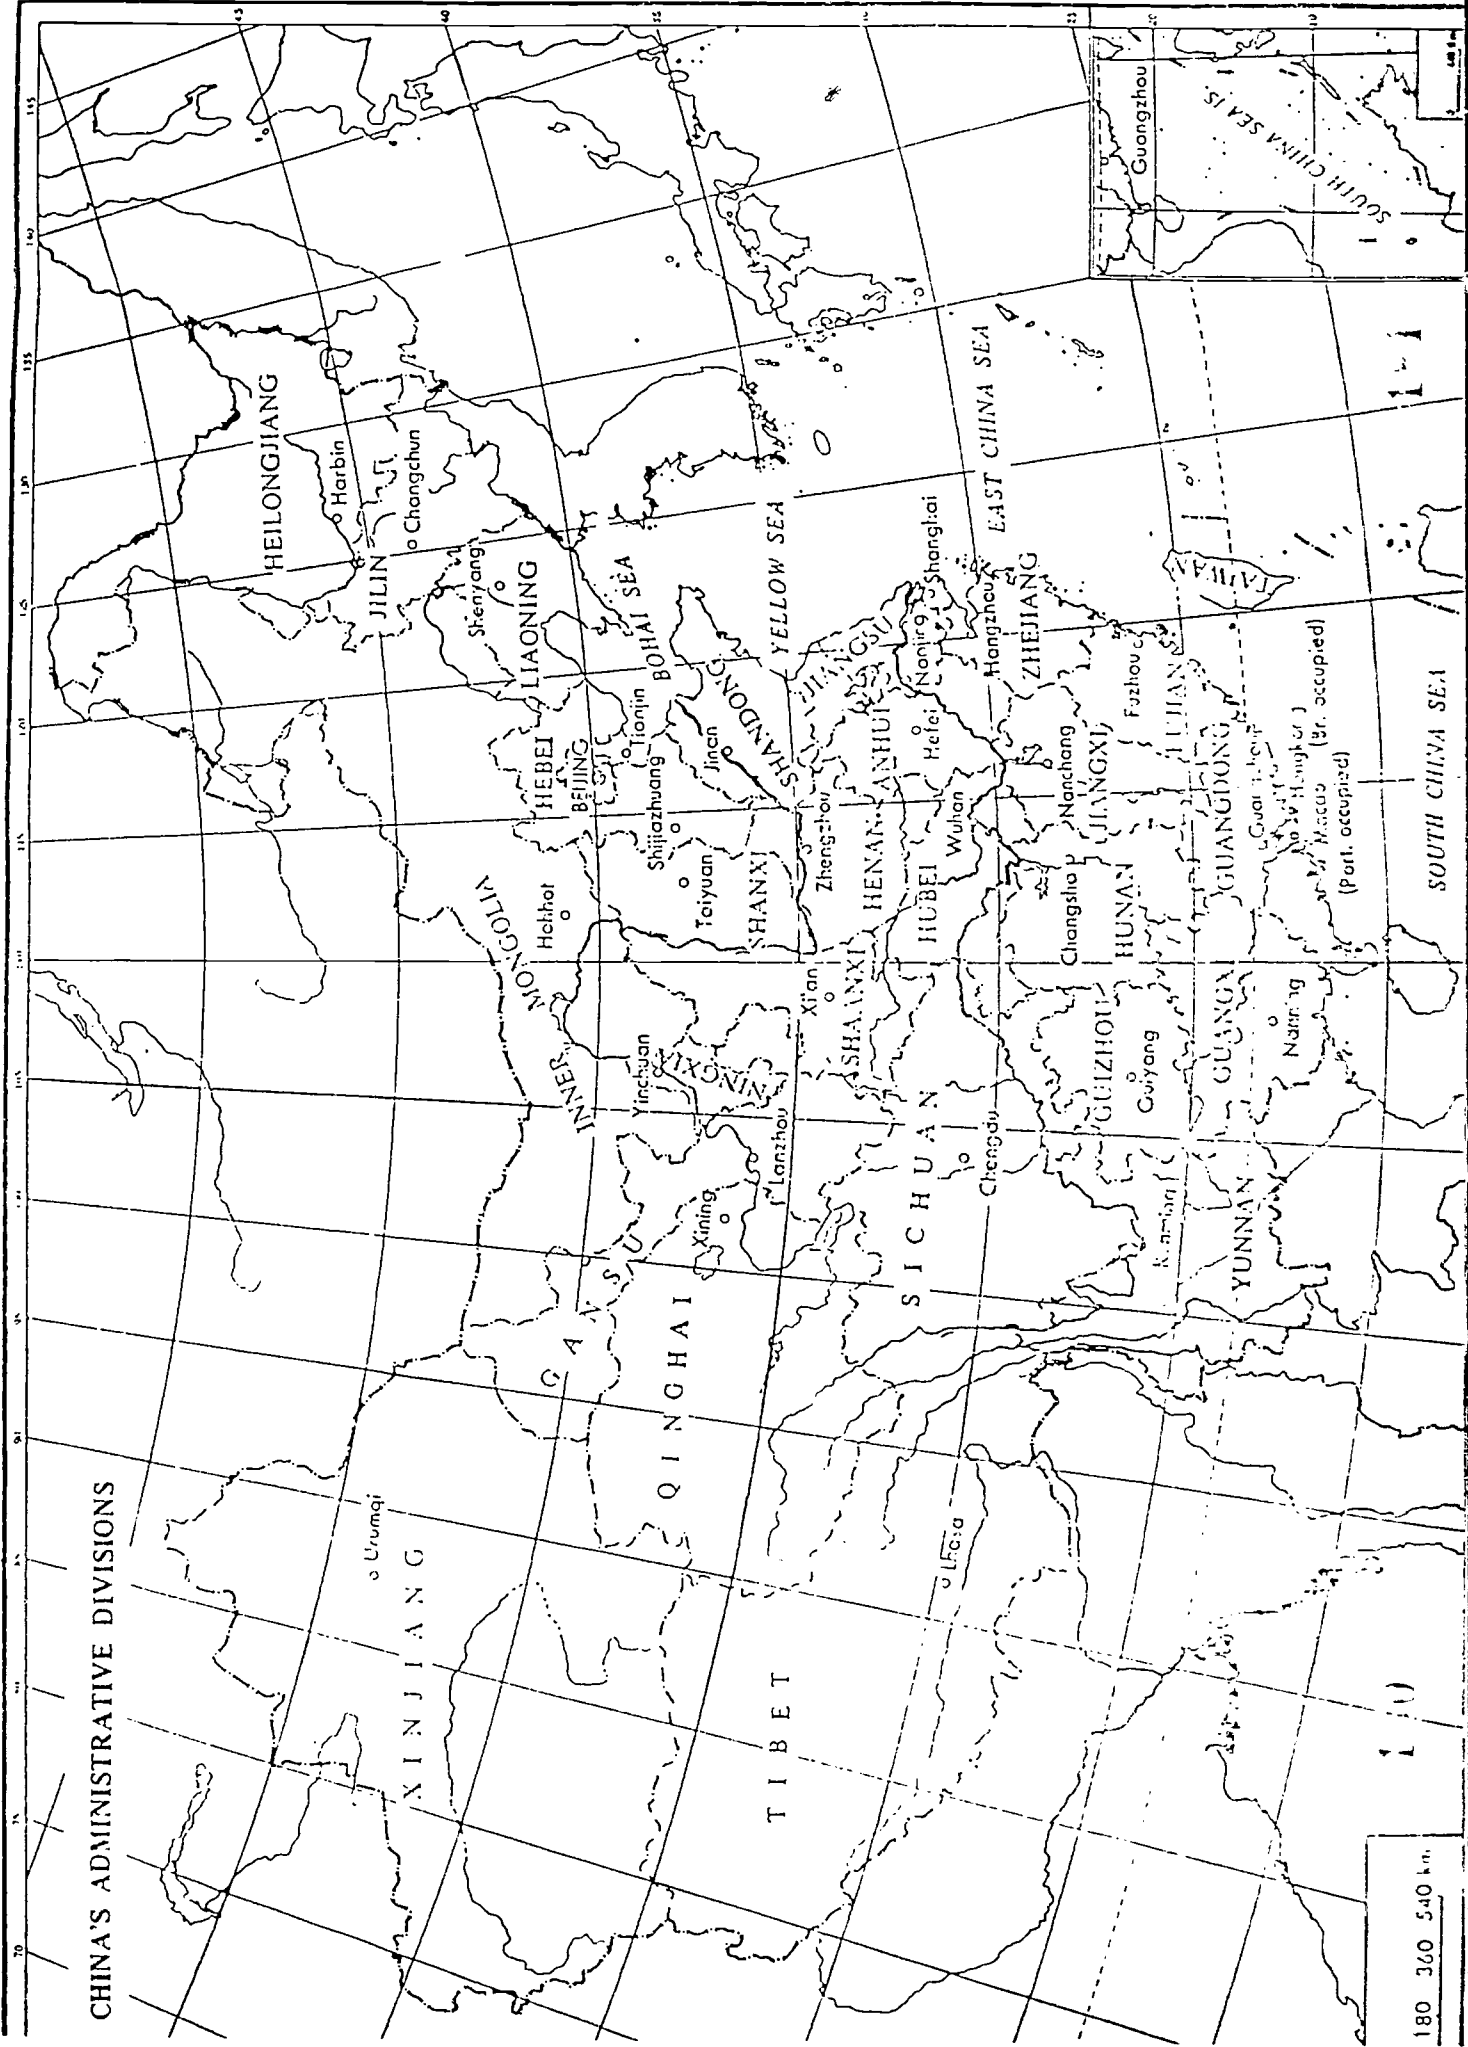 CHINA'S ADMINISTRATIVE DIVISIONS
HEILONGJIANG
Harbin
JILIN
Changchun
Shenyang
LIAONING
BOHAI SEA
YELLOW SEA
EAST CHINA SEA
SOUTH CHINA SEA
XINJIANG
Urumqi
INNER MONGOLIA
Hohhot
HEBEI
BEIJING
Tianjin
Shijiazhuang
Taiyuan
SHANXI
Jinan
SHANDONG
GANSU
Yinchuan
NINGXIA
Lanzhou
QINGHAI
Xining
Xi'an
SHAANXI
Zhengzhou
HENAN
JIANGSU
Nanjing
Shanghai
ANHUI
Hefei
HUBEI
Wuhan
Hangzhou
ZHEJIANG
TIBET
Lhasa
SICHUAN
Chengdu
Changsha
HUNAN
Nanchang
JIANGXI
Fuzhou
FUJIAN
TAIWAN
GUIZHOU
Guiyang
YUNNAN
GUANGXI
Nanning
GUANGDONG
(Br. occupied)
Macao
(Port. occupied)
Guangzhou
SOUTH CHINA SEA IS.
180 360 540 km.